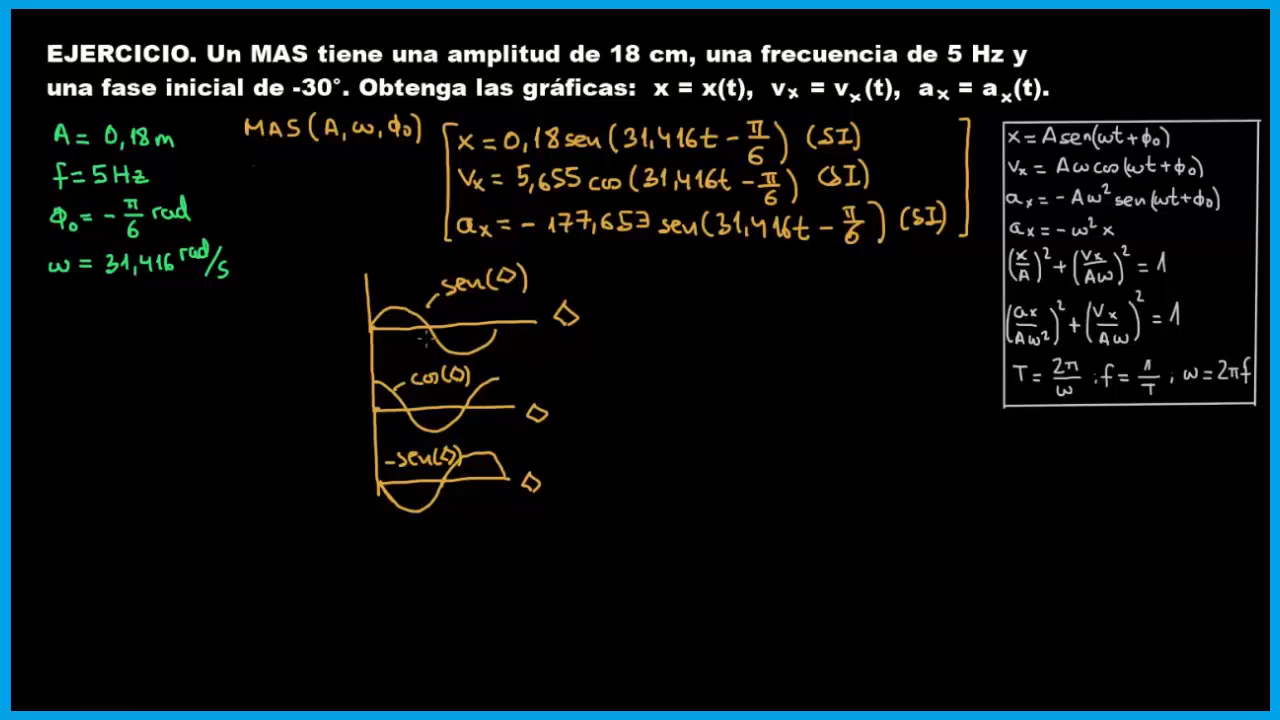 EJERCICIO. Un MAS tiene una amplitud de 18 cm, una frecuencia de 5 Hz y
una fase inicial de -30°. Obtenga las gráficas: x = x(t), vₓ = vₓ(t), aₓ = aₓ(t).
A = 0,18 m
f = 5 Hz
ϕ₀ = - π/6 rad
ω = 31,416 rad/s
MAS (A, ω, ϕ₀)
x = 0,18 sen (31,416t - π/6) (SI)
vₓ = 5,655 cos (31,416t - π/6) (SI)
aₓ = - 177,653 sen (31,416t - π/6) (SI)
sen(◇)
◇
cos(◇)
◇
-sen(◇)
◇
x = A sen (ωt + ϕ₀)
vₓ = Aω cos (ωt + ϕ₀)
aₓ = - Aω² sen (ωt + ϕ₀)
aₓ = - ω² x
(x/A)² + (vₓ/Aω)² = 1
(aₓ/Aω²)² + (vₓ/Aω)² = 1
T = 2π/ω ; f = 1/T ; ω = 2πf